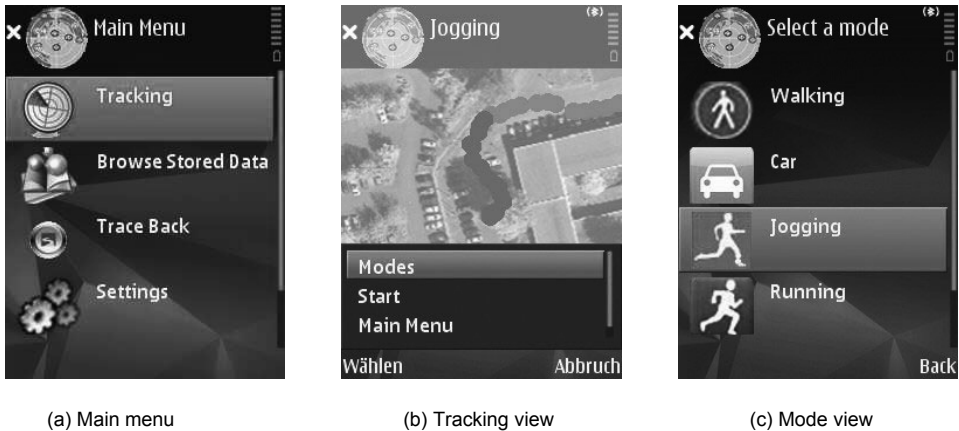 Main Menu
Tracking
Browse Stored Data
Trace Back
Settings
(a) Main menu
Jogging
Modes
Start
Main Menu
Wählen Abbruch
(b) Tracking view
Select a mode
Walking
Car
Jogging
Running
Back
(c) Mode view